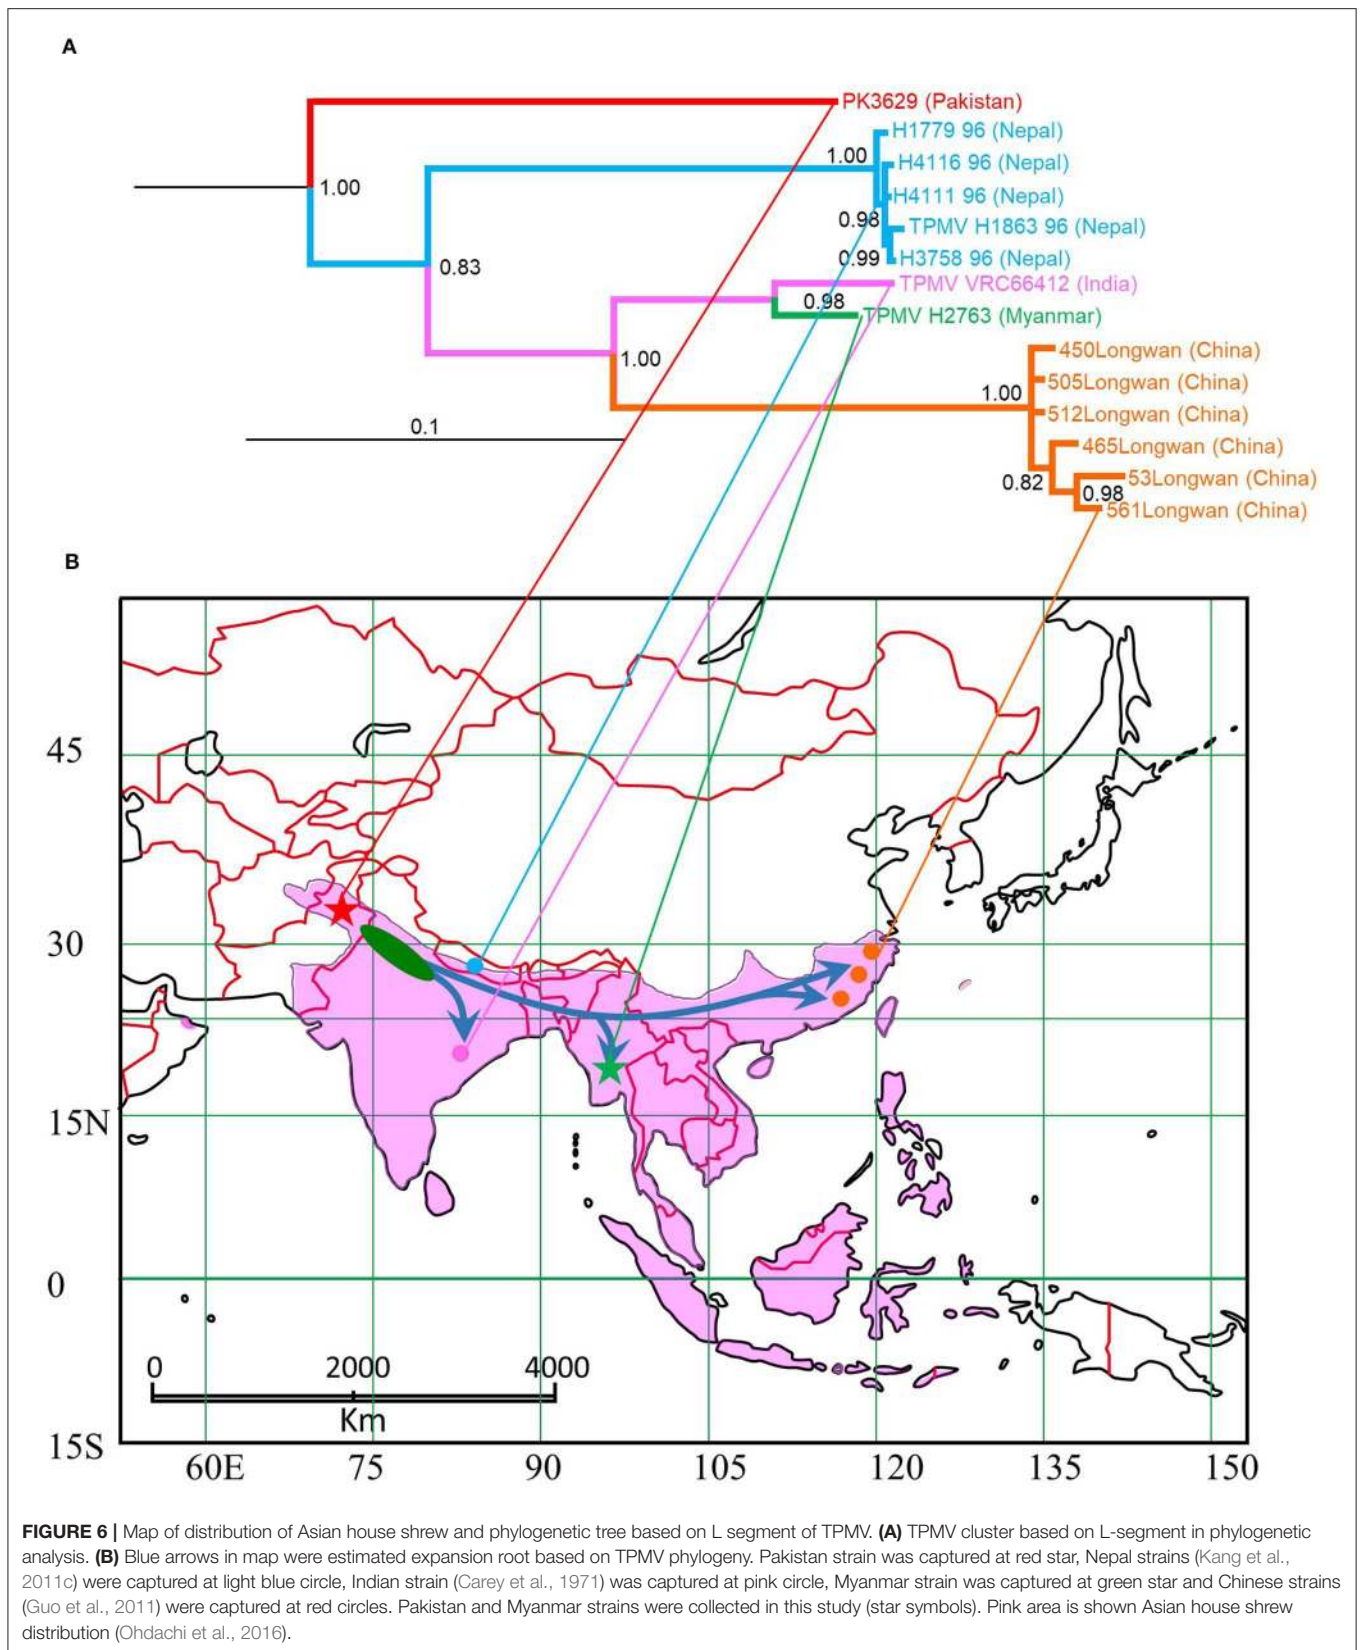 A
PK3629 (Pakistan)
H1779 96 (Nepal)
1.00
H4116 96 (Nepal)
1.00
H4111 96 (Nepal)
0.98
TPMV H1863 96 (Nepal)
0.83
0.99
H3758 96 (Nepal)
TPMV VRC66412 (India)
0.98
TPMV H2763 (Myanmar)
1.00
450Longwan (China)
505Longwan (China)
1.00
512Longwan (China)
0.1
465Longwan (China)
0.82
53Longwan (China)
0.98
561Longwan (China)
B
45
30
15N
0
0 2000 4000
Km
15S
60E 75 90 105 120 135 150
FIGURE 6 | Map of distribution of Asian house shrew and phylogenetic tree based on L segment of TPMV. (A) TPMV cluster based on L-segment in phylogenetic
analysis. (B) Blue arrows in map were estimated expansion root based on TPMV phylogeny. Pakistan strain was captured at red star, Nepal strains (Kang et al.,
2011c) were captured at light blue circle, Indian strain (Carey et al., 1971) was captured at pink circle, Myanmar strain was captured at green star and Chinese strains
(Guo et al., 2011) were captured at red circles. Pakistan and Myanmar strains were collected in this study (star symbols). Pink area is shown Asian house shrew
distribution (Ohdachi et al., 2016).